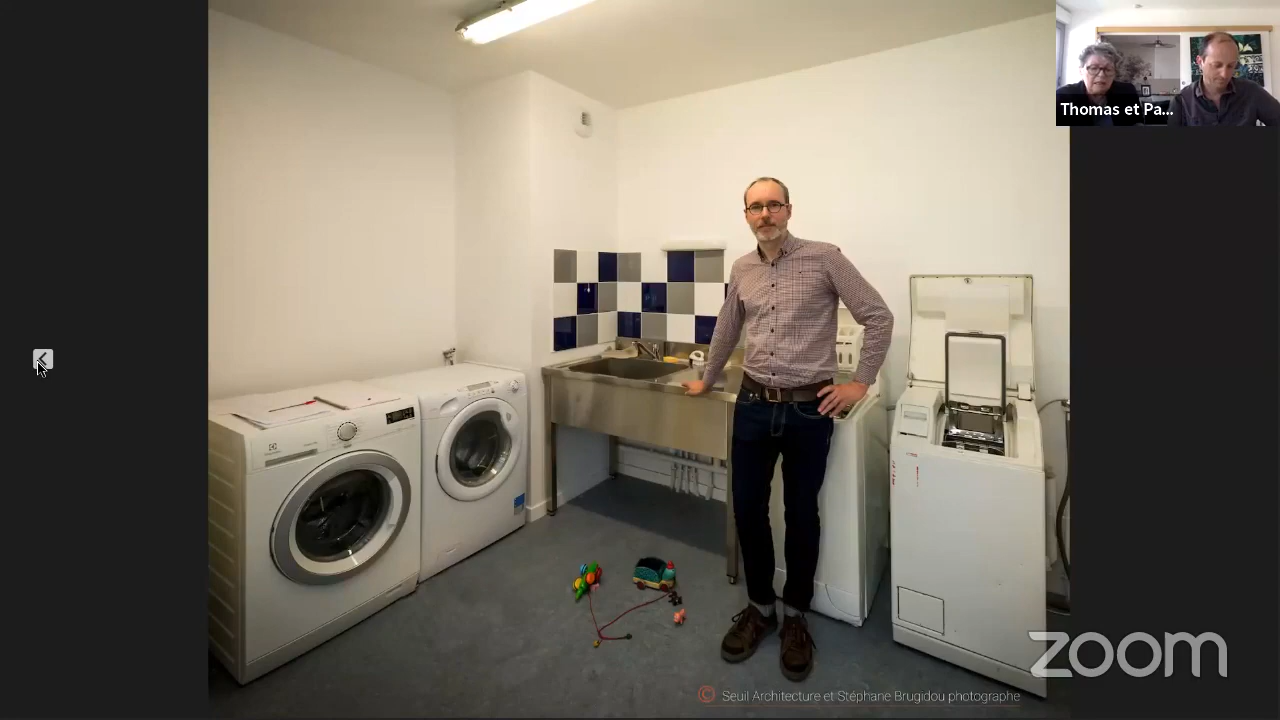 Thomas et Pa...
zoom
© Seuil Architecture et Stéphane Brugidou photographe